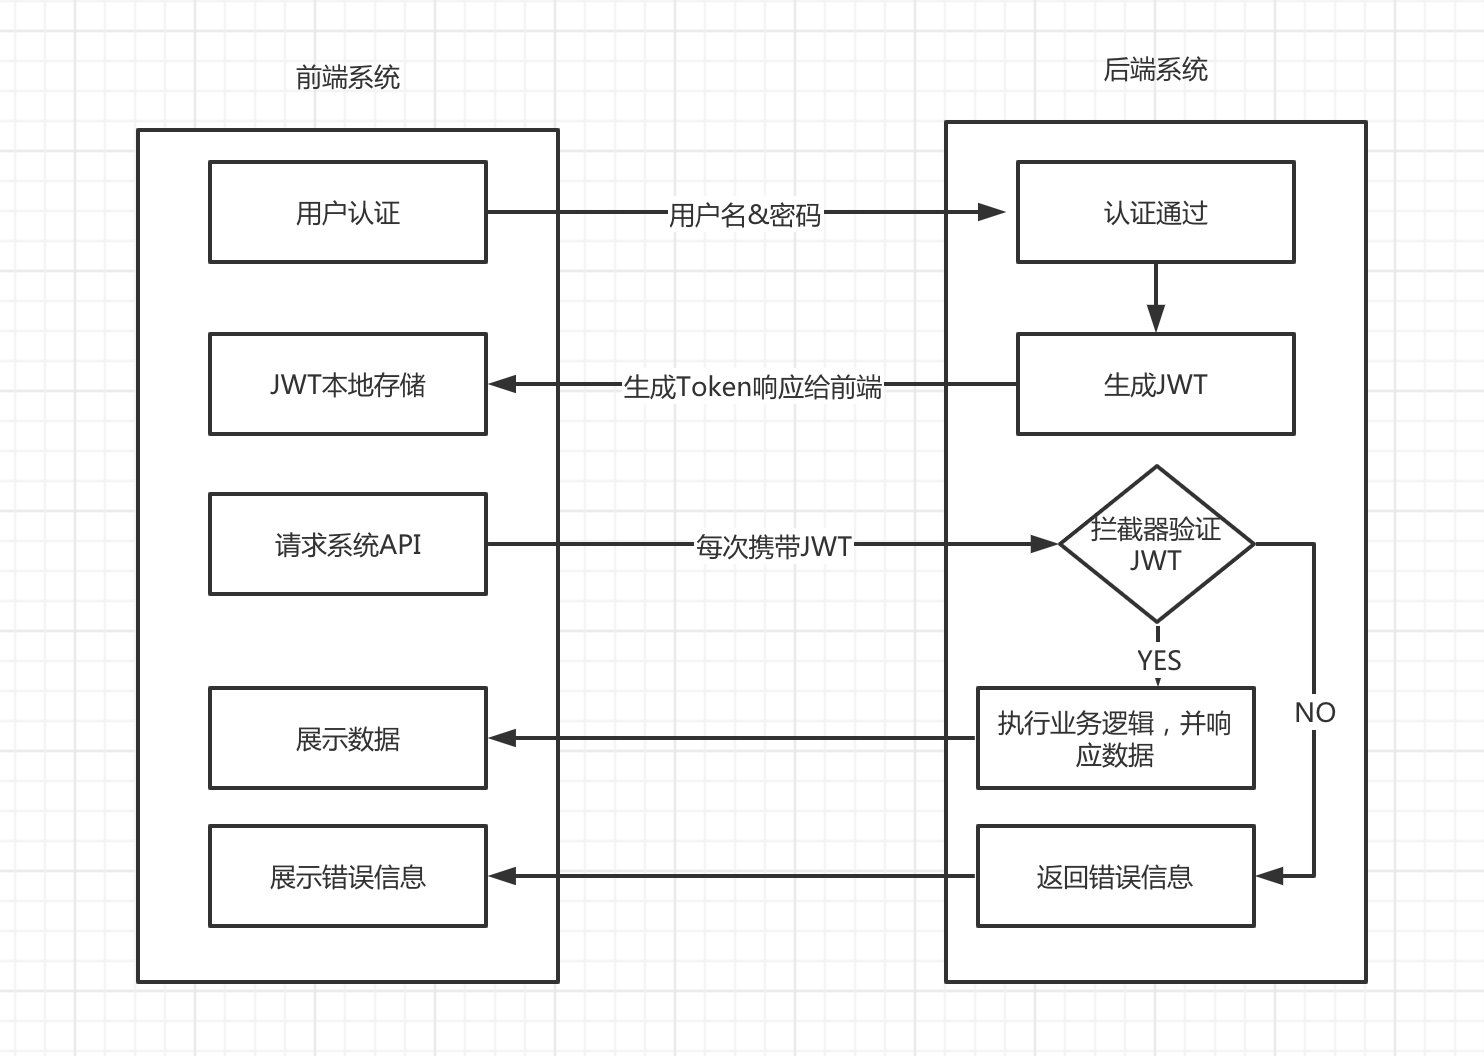 前端系统
后端系统
用户认证
用户名&密码
认证通过
JWT本地存储
生成Token响应给前端
生成JWT
请求系统API
每次携带JWT
拦截器验证
JWT
YES
NO
展示数据
执行业务逻辑，并响
应数据
展示错误信息
返回错误信息